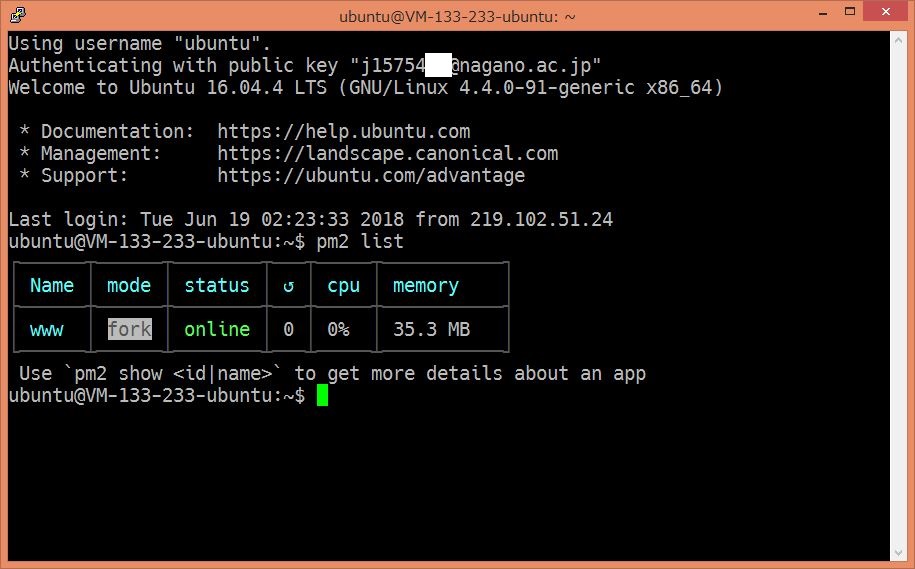 ubuntu@VM-133-233-ubuntu: ~
Using username "ubuntu".
Authenticating with public key "j15754 @nagano.ac.jp"
Welcome to Ubuntu 16.04.4 LTS (GNU/Linux 4.4.0-91-generic x86_64)
* Documentation: https://help.ubuntu.com
* Management: https://landscape.canonical.com
* Support: https://ubuntu.com/advantage
Last login: Tue Jun 19 02:23:33 2018 from 219.102.51.24
ubuntu@VM-133-233-ubuntu:~$ pm2 list
Name mode status ↺ cpu memory
www fork online 0 0% 35.3 MB
Use `pm2 show <id|name>` to get more details about an app
ubuntu@VM-133-233-ubuntu:~$